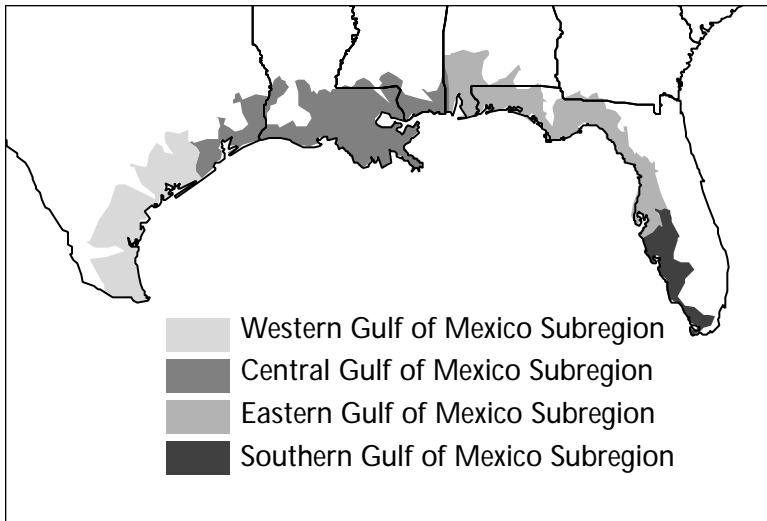 Western Gulf of Mexico Subregion
Central Gulf of Mexico Subregion
Eastern Gulf of Mexico Subregion
Southern Gulf of Mexico Subregion